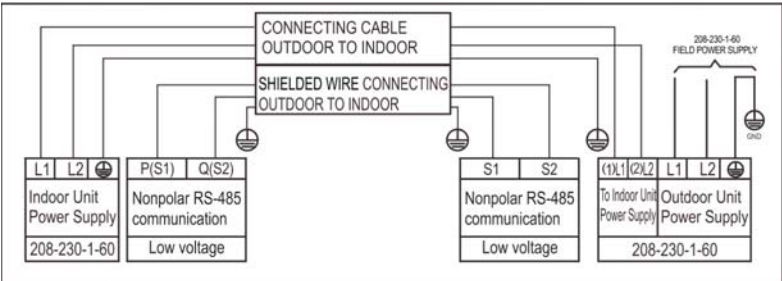 CONNECTING CABLE
OUTDOOR TO INDOOR
SHIELDED WIRE CONNECTING
OUTDOOR TO INDOOR
208-230-1-60
FIELD POWER SUPPLY
GND
L1 L2
Indoor Unit
Power Supply
208-230-1-60
P(S1) Q(S2)
Nonpolar RS-485
communication
Low voltage
S1 S2
Nonpolar RS-485
communication
Low voltage
(1)L1 (2)L2 L1 L2
To Indoor Unit
Power Supply
Outdoor Unit
Power Supply
208-230-1-60